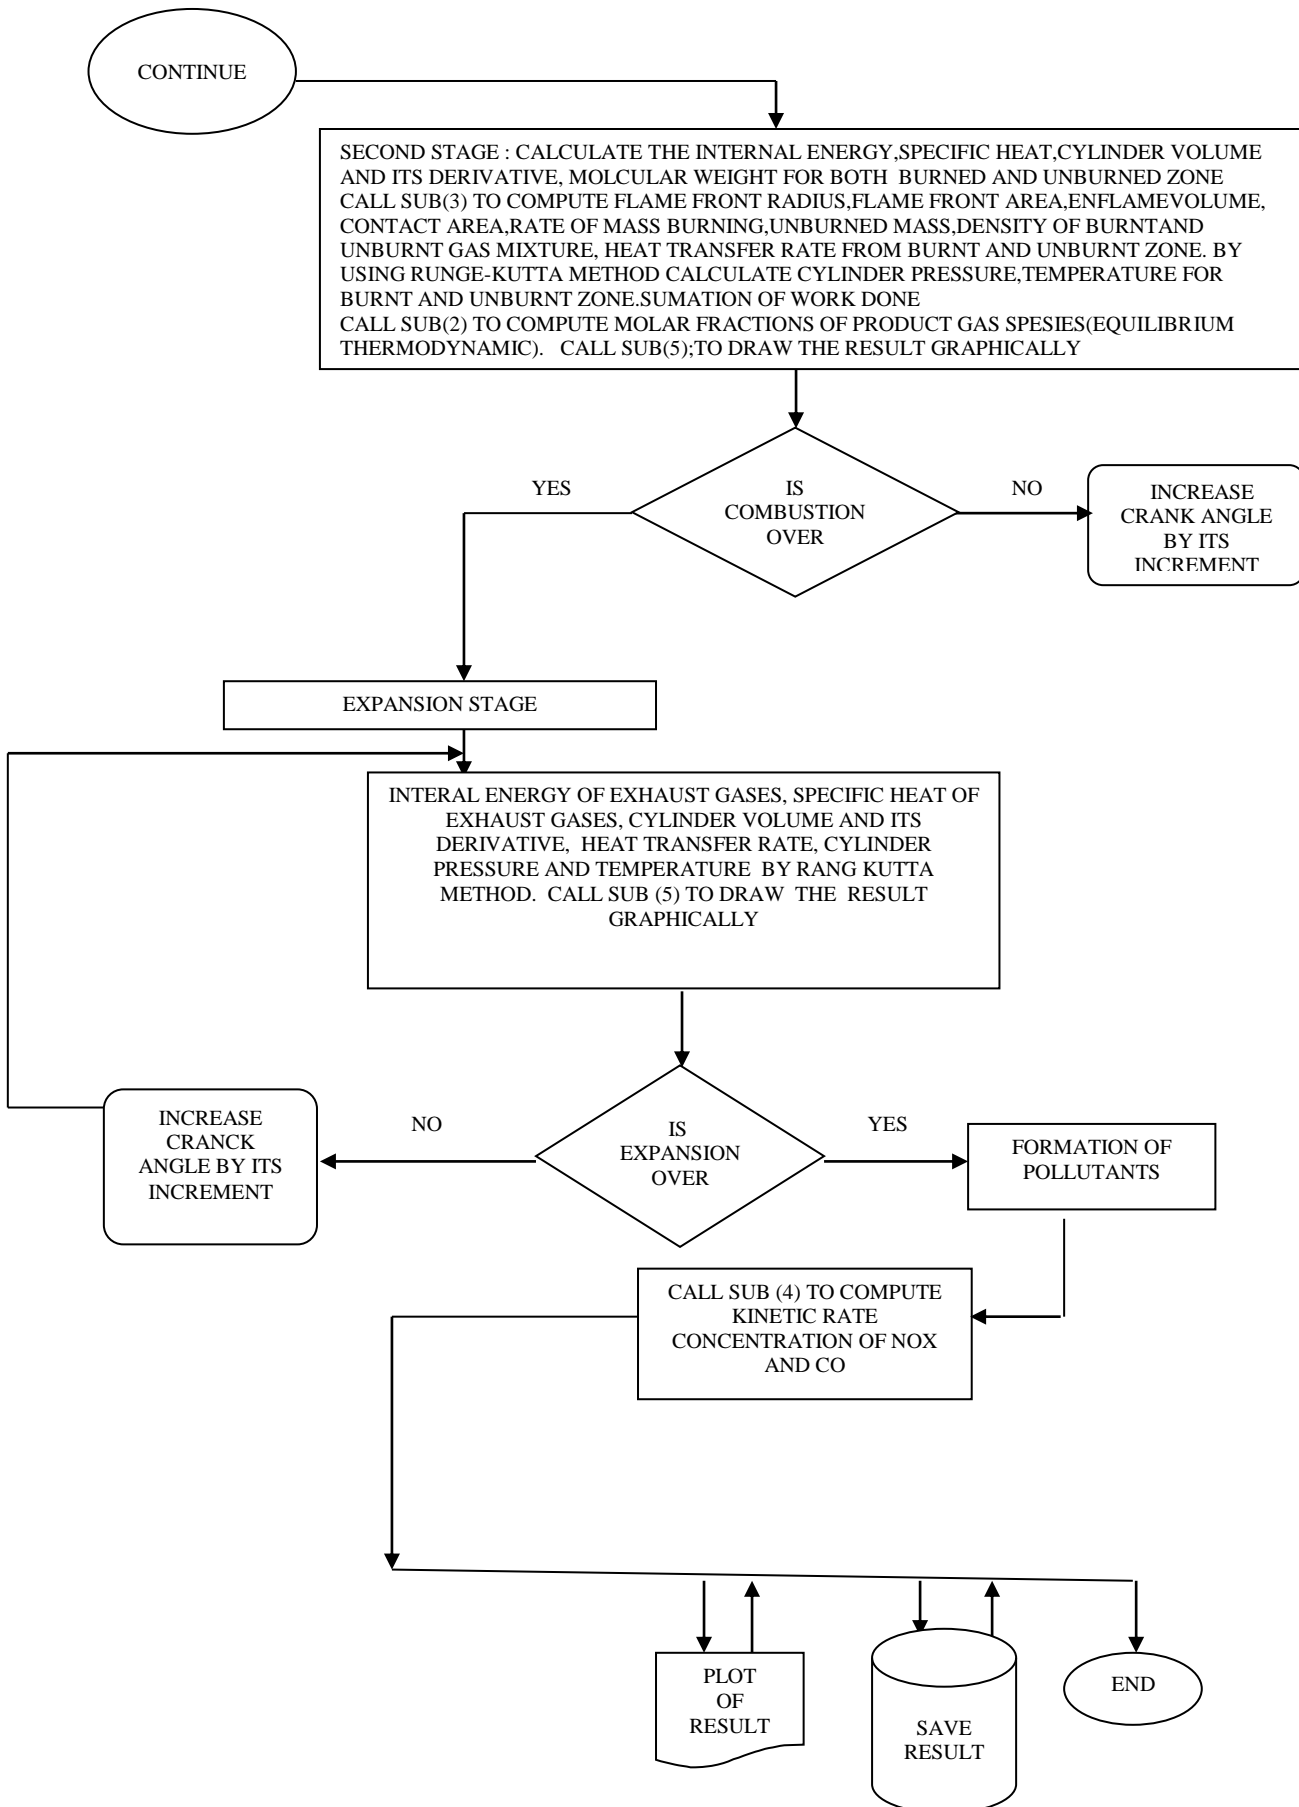 CONTINUE
SECOND STAGE : CALCULATE THE INTERNAL ENERGY,SPECIFIC HEAT,CYLINDER VOLUME
AND ITS DERIVATIVE, MOLCULAR WEIGHT FOR BOTH BURNED AND UNBURNED ZONE
CALL SUB(3) TO COMPUTE FLAME FRONT RADIUS,FLAME FRONT AREA,ENFLAMEVOLUME,
CONTACT AREA,RATE OF MASS BURNING,UNBURNED MASS,DENSITY OF BURNTAND
UNBURNT GAS MIXTURE, HEAT TRANSFER RATE FROM BURNT AND UNBURNT ZONE. BY
USING RUNGE-KUTTA METHOD CALCULATE CYLINDER PRESSURE,TEMPERATURE FOR
BURNT AND UNBURNT ZONE.SUMATION OF WORK DONE
CALL SUB(2) TO COMPUTE MOLAR FRACTIONS OF PRODUCT GAS SPESIES(EQUILIBRIUM
THERMODYNAMIC). CALL SUB(5);TO DRAW THE RESULT GRAPHICALLY
YES
IS
COMBUSTION
OVER
NO
INCREASE
CRANK ANGLE
BY ITS
INCREMENT
EXPANSION STAGE
INTERAL ENERGY OF EXHAUST GASES, SPECIFIC HEAT OF
EXHAUST GASES, CYLINDER VOLUME AND ITS
DERIVATIVE, HEAT TRANSFER RATE, CYLINDER
PRESSURE AND TEMPERATURE BY RANG KUTTA
METHOD. CALL SUB (5) TO DRAW THE RESULT
GRAPHICALLY
INCREASE
CRANCK
ANGLE BY ITS
INCREMENT
NO
IS
EXPANSION
OVER
YES
FORMATION OF
POLLUTANTS
CALL SUB (4) TO COMPUTE
KINETIC RATE
CONCENTRATION OF NOX
AND CO
PLOT
OF
RESULT
SAVE
RESULT
END